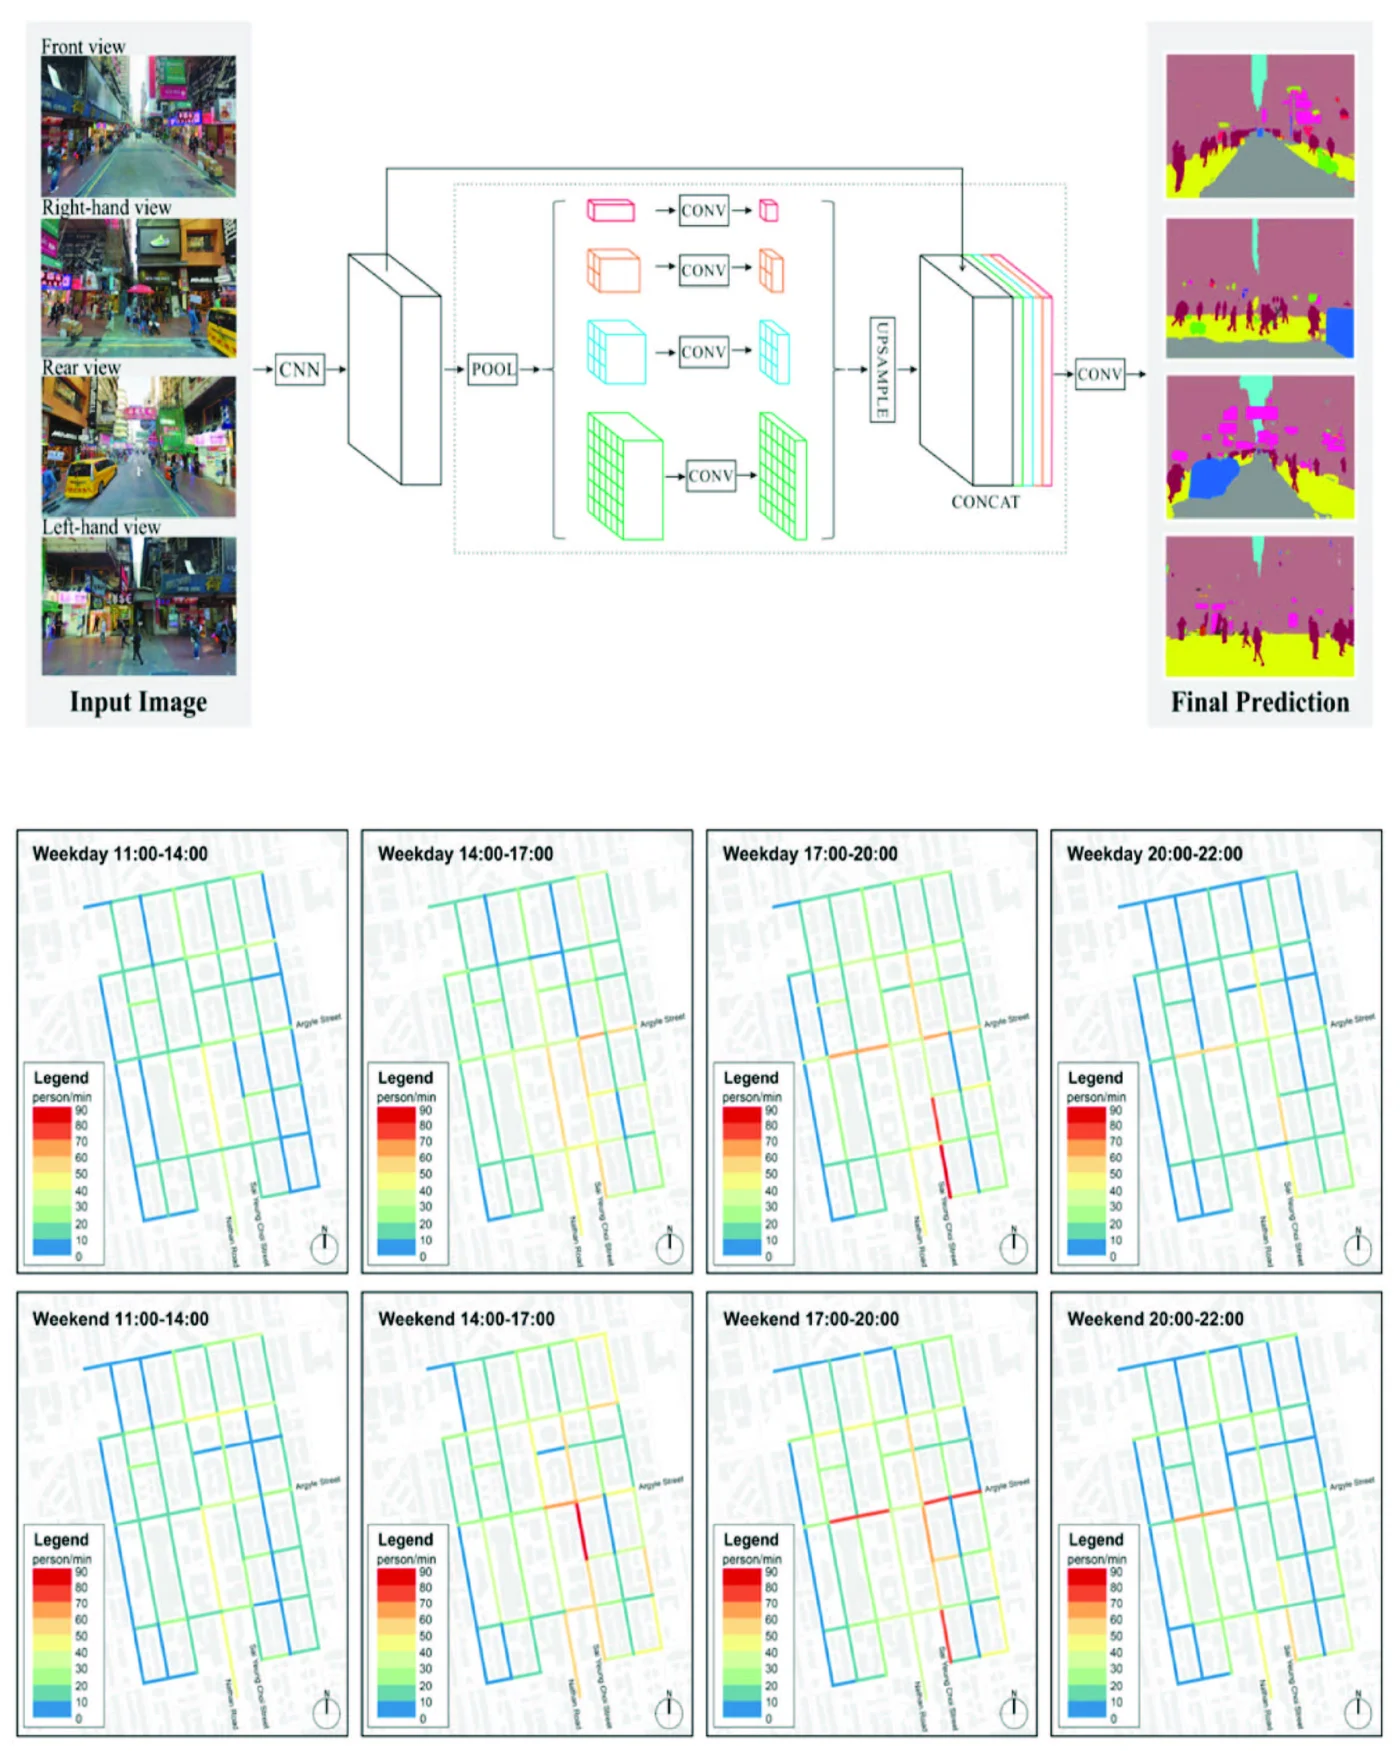 Front view
Right-hand view
Rear view
Left-hand view
Input Image
CNN
POOL
CONV
CONV
CONV
CONV
UPSAMPLE
CONCAT
CONV
Final Prediction
Weekday 11:00-14:00
Argyle Street
Legend
person/min
90
80
70
60
50
40
30
20
10
0
Sai Yeung Choi Street
Nathan Road
N
Weekday 14:00-17:00
Argyle Street
Legend
person/min
90
80
70
60
50
40
30
20
10
0
Sai Yeung Choi Street
Nathan Road
N
Weekday 17:00-20:00
Argyle Street
Legend
person/min
90
80
70
60
50
40
30
20
10
0
Sai Yeung Choi Street
Nathan Road
N
Weekday 20:00-22:00
Argyle Street
Legend
person/min
90
80
70
60
50
40
30
20
10
0
Sai Yeung Choi Street
Nathan Road
N
Weekend 11:00-14:00
Argyle Street
Legend
person/min
90
80
70
60
50
40
30
20
10
0
Sai Yeung Choi Street
Nathan Road
N
Weekend 14:00-17:00
Argyle Street
Legend
person/min
90
80
70
60
50
40
30
20
10
0
Sai Yeung Choi Street
Nathan Road
N
Weekend 17:00-20:00
Argyle Street
Legend
person/min
90
80
70
60
50
40
30
20
10
0
Sai Yeung Choi Street
Nathan Road
N
Weekend 20:00-22:00
Argyle Street
Legend
person/min
90
80
70
60
50
40
30
20
10
0
Sai Yeung Choi Street
Nathan Road
N